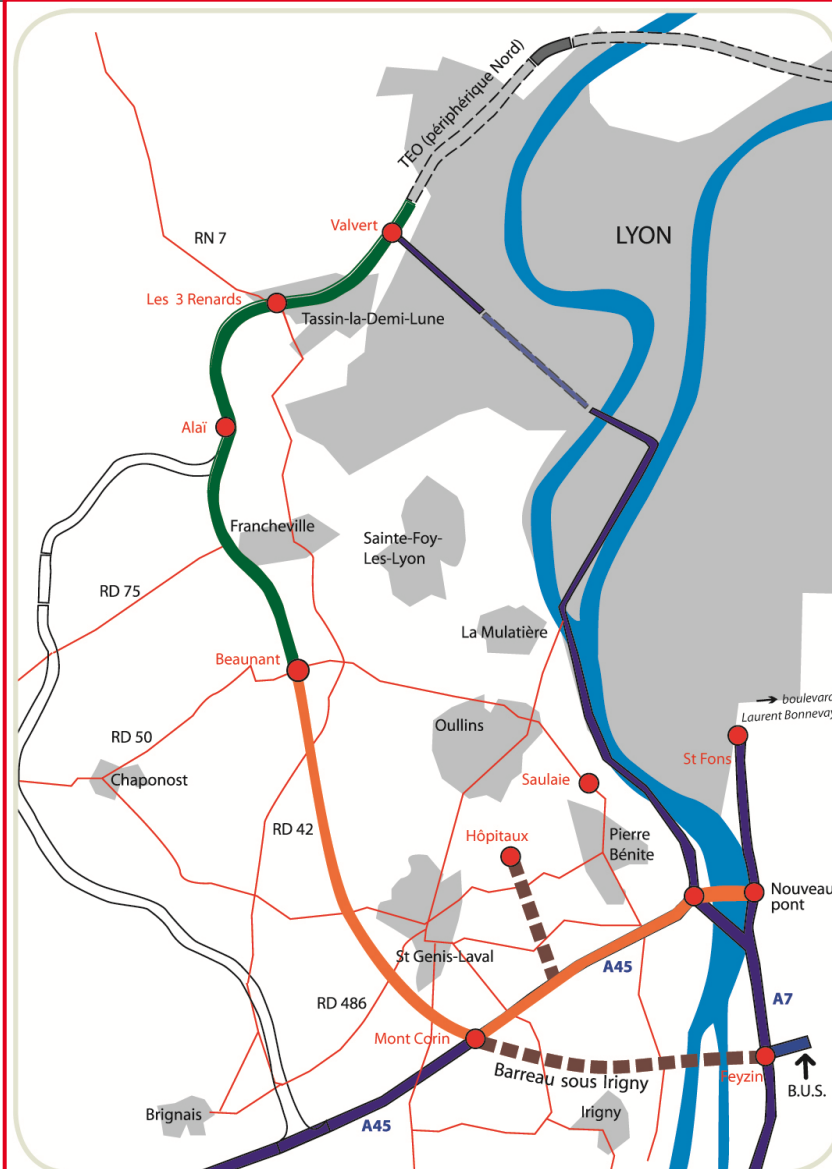 TEO (périphérique Nord)
Valvert
LYON
RN 7
Les 3 Renards
Tassin-la-Demi-Lune
Alaï
Francheville
Sainte-Foy-
Les-Lyon
RD 75
La Mulatière
Beaunant
→ boulevard
Laurent Bonnevay
RD 50
Oullins
St Fons
Chaponost
Saulaie
RD 42
Hôpitaux
Pierre
Bénite
Nouveau
pont
St Genis-Laval
A45
RD 486
A7
Mont Corin
Barreau sous Irigny
Feyzin
B.U.S.
Brignais
A45
Irigny